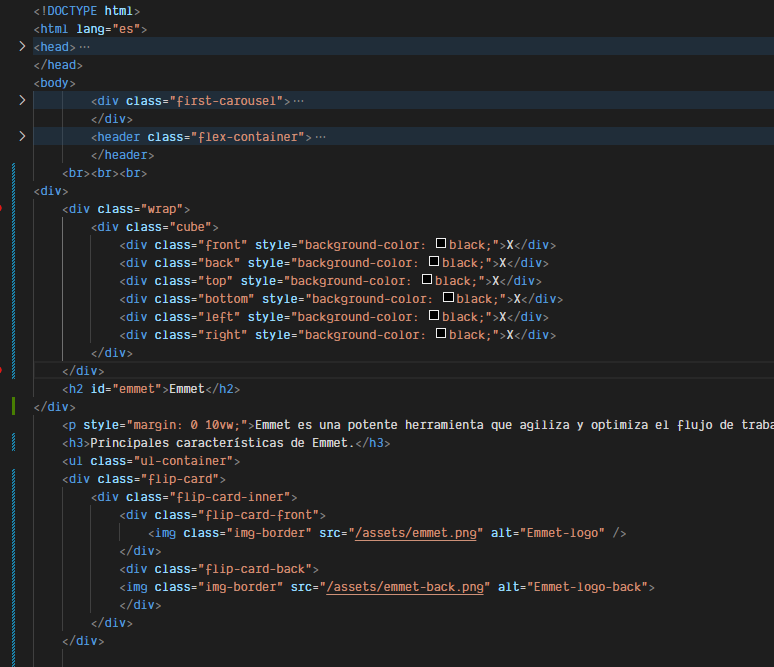 <!DOCTYPE html>
<html lang="es">
<head> ···
</head>
<body>
<div class="first-carousel"> ···
</div>
<header class="flex-container"> ···
</header>
<br><br><br>
<div>
<div class="wrap">
<div class="cube">
<div class="front" style="background-color: black;">X</div>
<div class="back" style="background-color: black;">X</div>
<div class="top" style="background-color: black;">X</div>
<div class="bottom" style="background-color: black;">X</div>
<div class="left" style="background-color: black;">X</div>
<div class="right" style="background-color: black;">X</div>
</div>
</div>
<h2 id="emmet">Emmet</h2>
</div>
<p style="margin: 0 10vw;">Emmet es una potente herramienta que agiliza y optimiza el flujo de traba
<h3>Principales características de Emmet.</h3>
<ul class="ul-container">
<div class="flip-card">
<div class="flip-card-inner">
<div class="flip-card-front">
<img class="img-border" src="/assets/emmet.png" alt="Emmet-logo" />
</div>
<div class="flip-card-back">
<img class="img-border" src="/assets/emmet-back.png" alt="Emmet-logo-back">
</div>
</div>
</div>